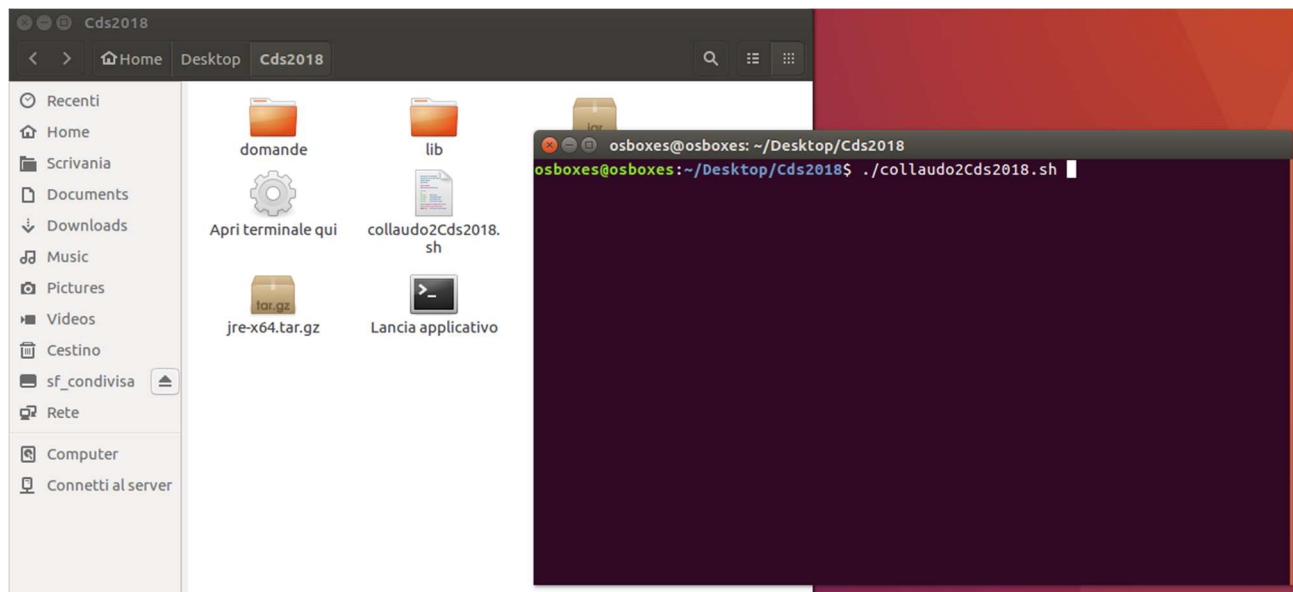 Cds2018
Home Desktop Cds2018
Recenti
Home
Scrivania
Documents
Downloads
Music
Pictures
Videos
Cestino
sf_condivisa
Rete
Computer
Connetti al server
domande
lib
Apri terminale qui
collaudo2Cds2018.
sh
tar.gz
jre-x64.tar.gz
Lancia applicativo
osboxes@osboxes: ~/Desktop/Cds2018
osboxes@osboxes:~/Desktop/Cds2018$ ./collaudo2Cds2018.sh